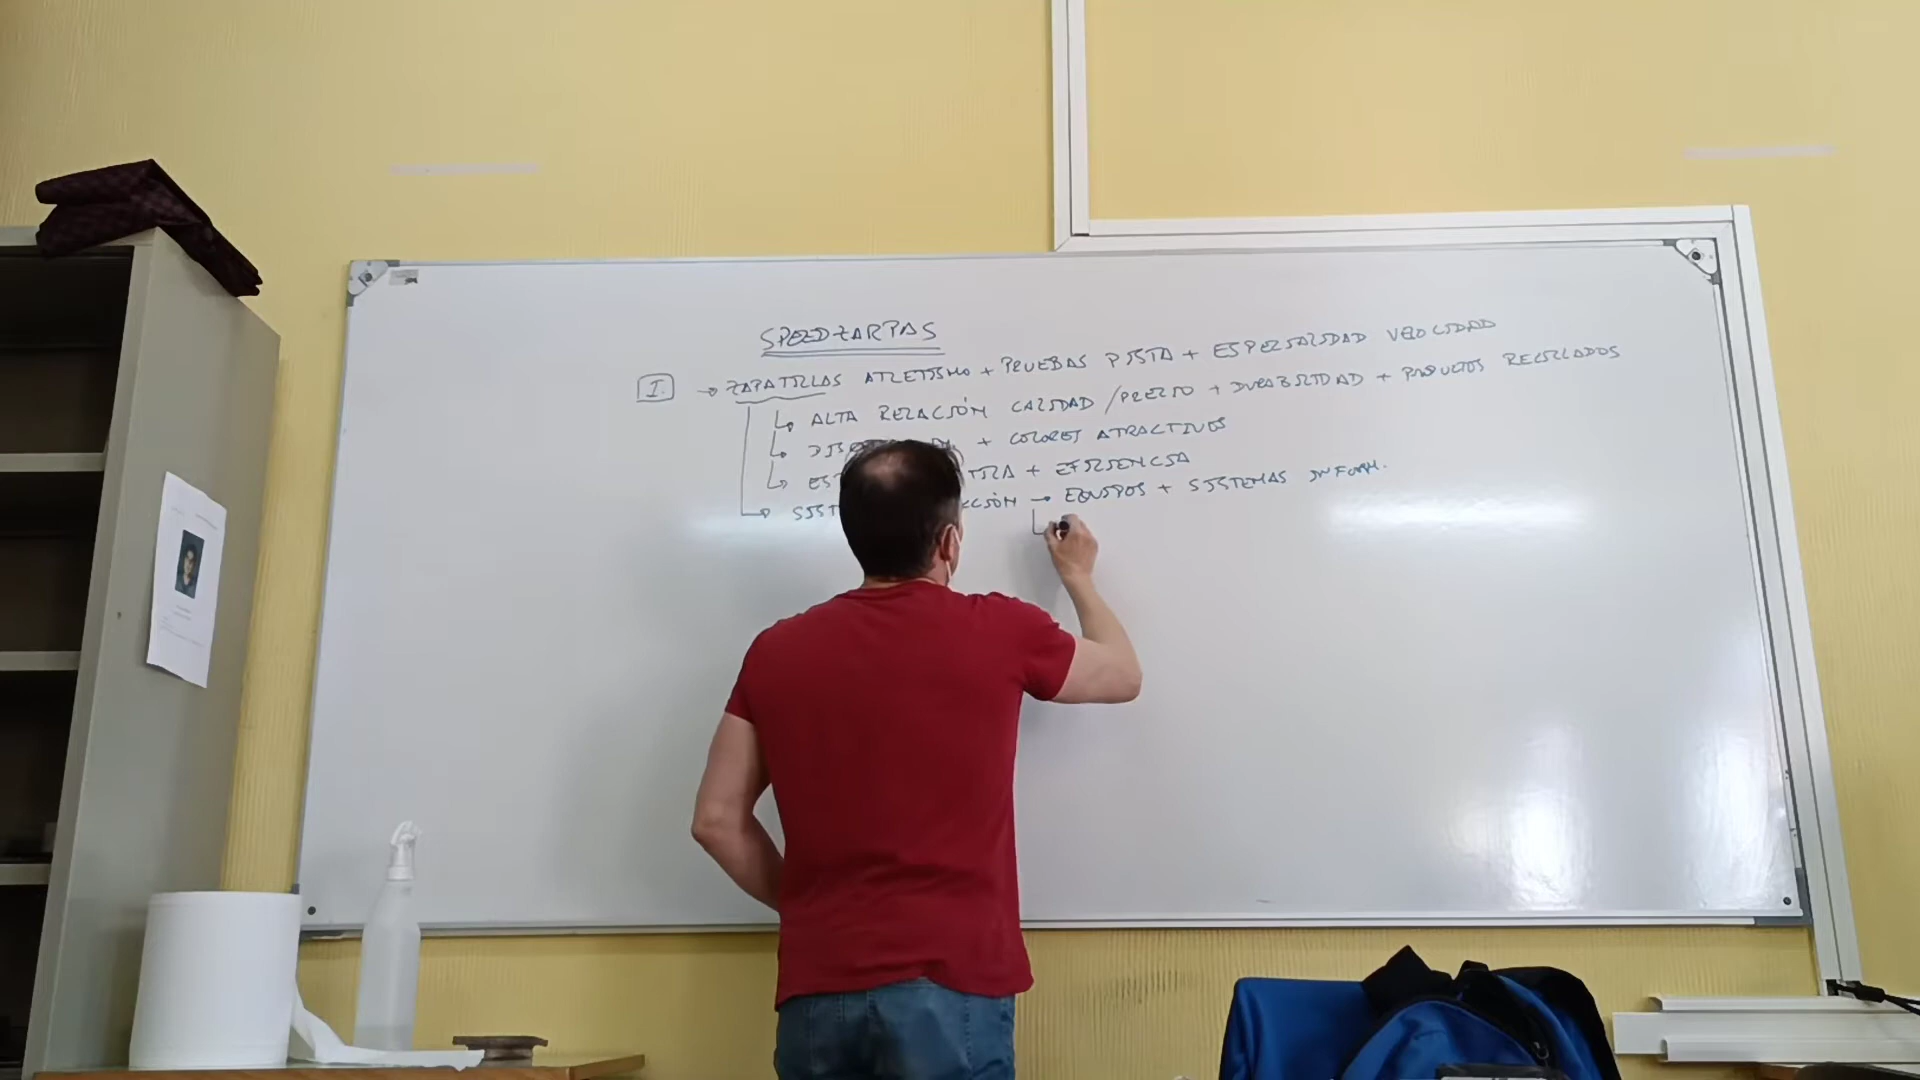 SPEEDZARPAS
I. → ZAPATILLAS ATLETISMO + PRUEBAS PISTA + ESPECIALIDAD VELOCIDAD
ALTA RELACIÓN CALIDAD/PRECIO + DURABILIDAD + PRODUCTOS RECICLADOS
+ COLORES ATRACTIVOS
+ EFICIENCIA
→ EQUIPOS + SISTEMAS INFORM.